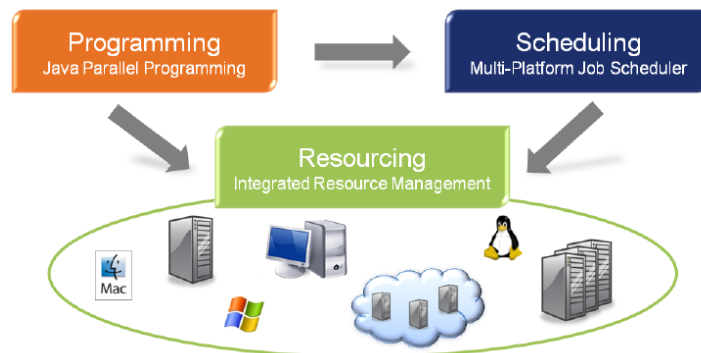 Programming
Java Parallel Programming
Scheduling
Multi-Platform Job Scheduler
Resourcing
Integrated Resource Management
Mac